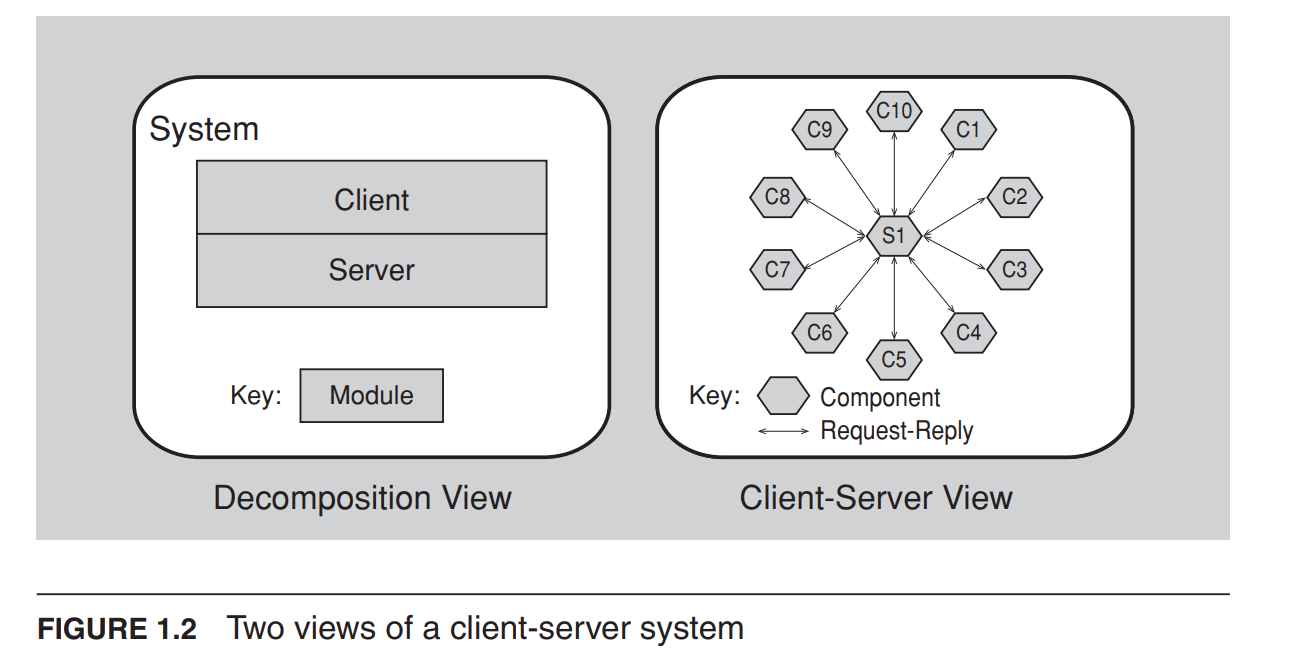 System
Client
Server
Key: Module
Decomposition View
C10
C9
C1
C8
C2
S1
C7
C3
C6
C4
C5
Key: Component
Request-Reply
Client-Server View
FIGURE 1.2 Two views of a client-server system